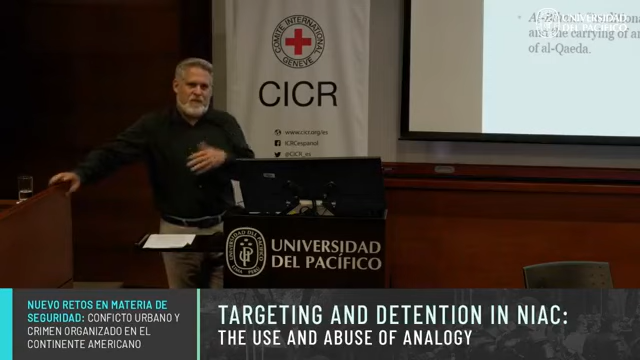 UNIVERSIDAD
DEL PACÍFICO
and the carrying of
of al-Qaeda.
COMITÉ INTERNATIONAL
GENÈVE
CICR
www.cicr.org/es
ICRCespanol
@CICR_es
UNIVERSIDAD
DEL PACÍFICO
NUEVO RETOS EN MATERIA DE
SEGURIDAD: CONFICTO URBANO Y
CRIMEN ORGANIZADO EN EL
CONTINENTE AMERICANO
TARGETING AND DETENTION IN NIAC:
THE USE AND ABUSE OF ANALOGY